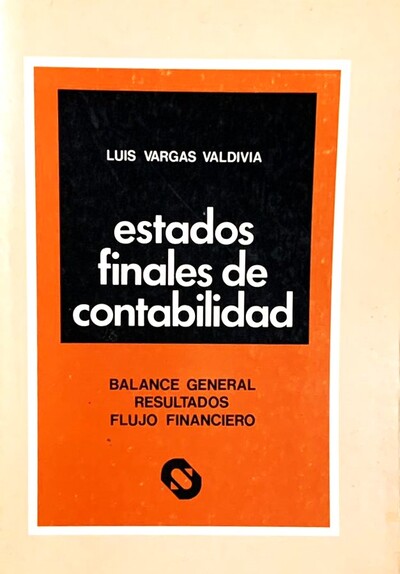 LUIS VARGAS VALDIVIA
estados
finales de
contabilidad
BALANCE GENERAL
RESULTADOS
FLUJO FINANCIERO